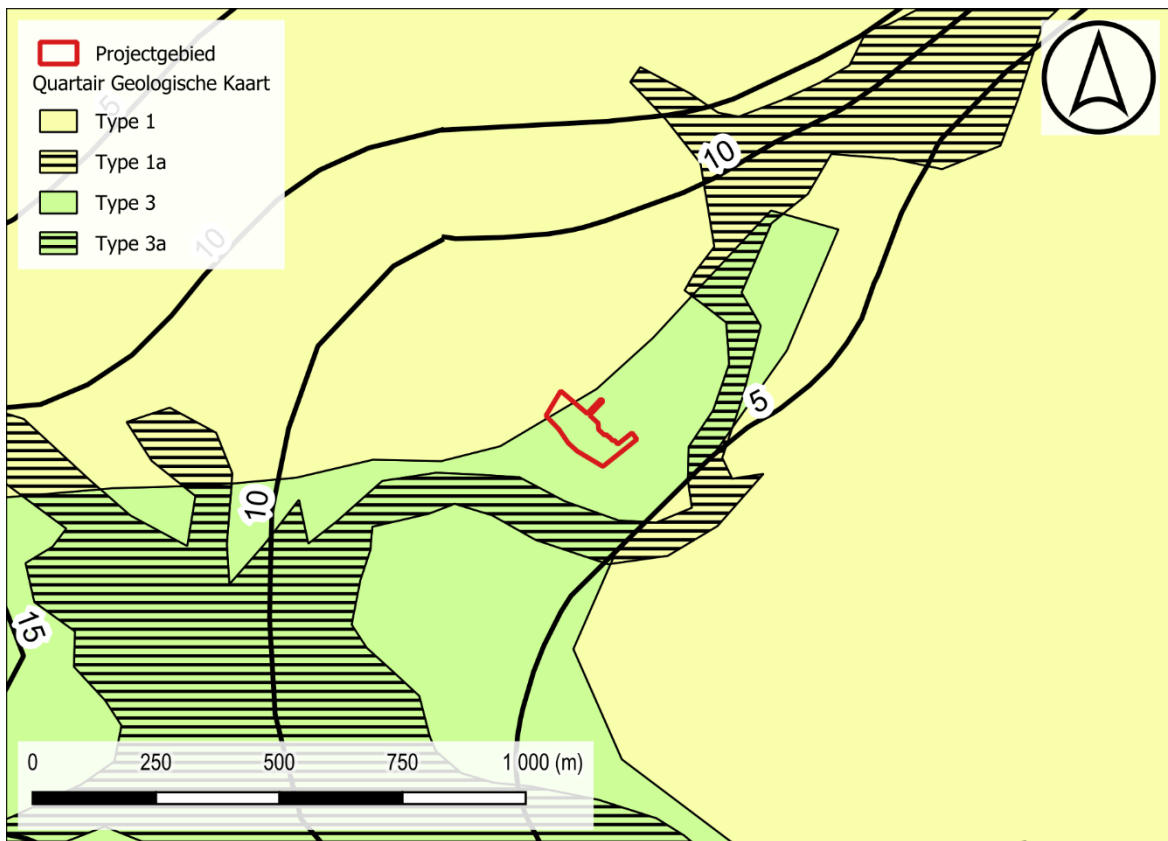 Projectgebied
Quartair Geologische Kaart
Type 1
Type 1a
Type 3
Type 3a
5
10
10
5
10
15
0 250 500 750 1 000 (m)